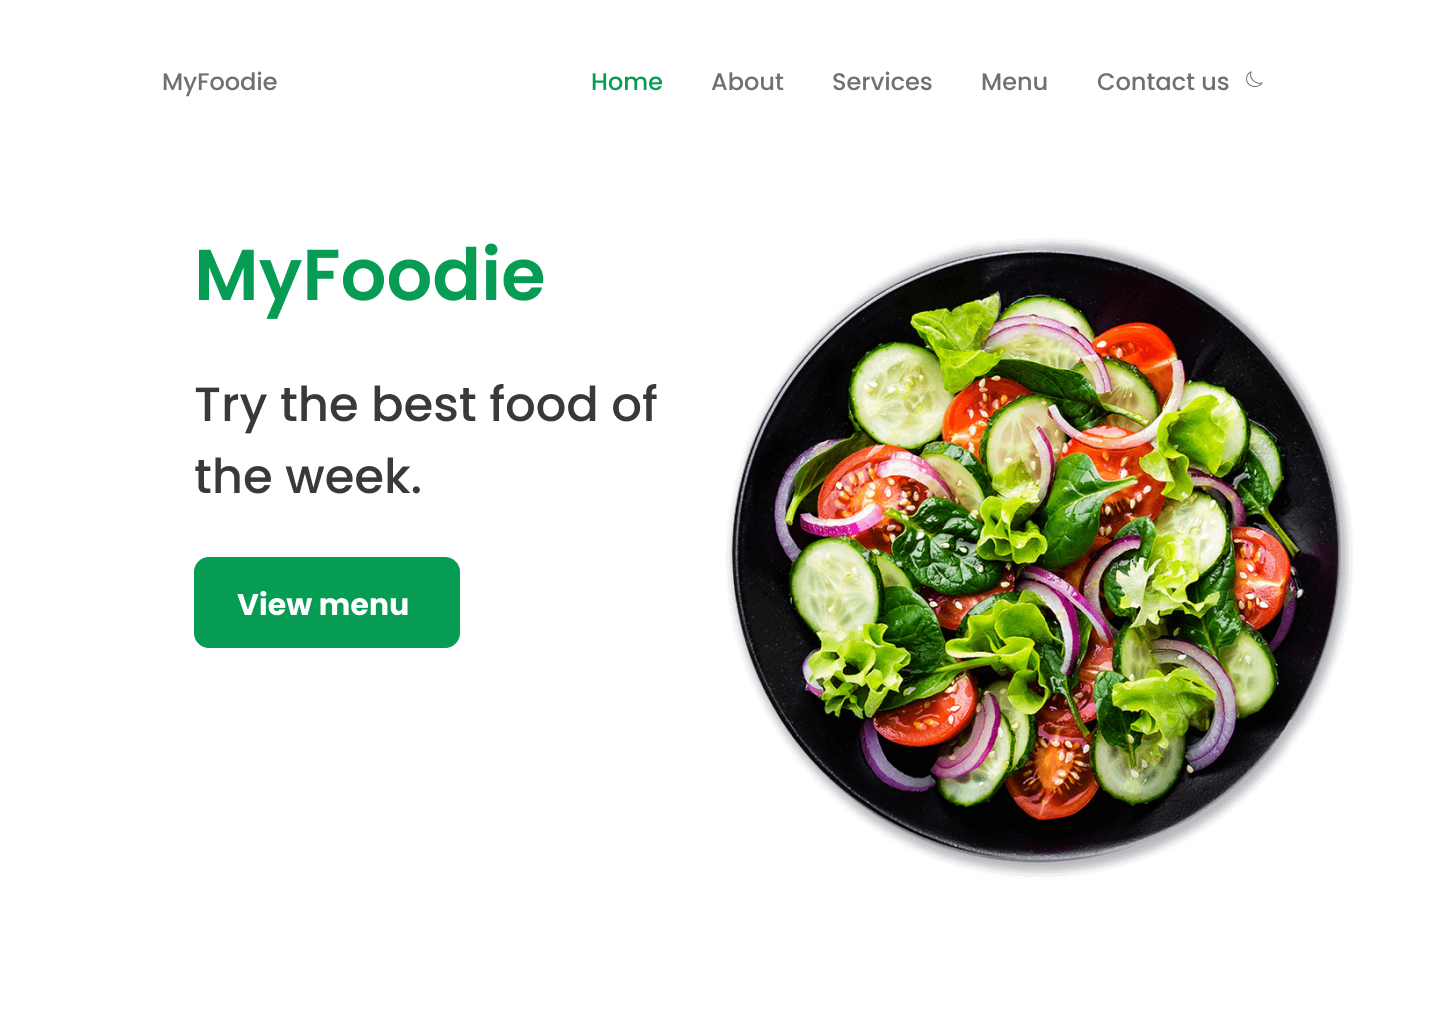 MyFoodie Home About Services Menu Contact us
MyFoodie
Try the best food of
the week.
View menu